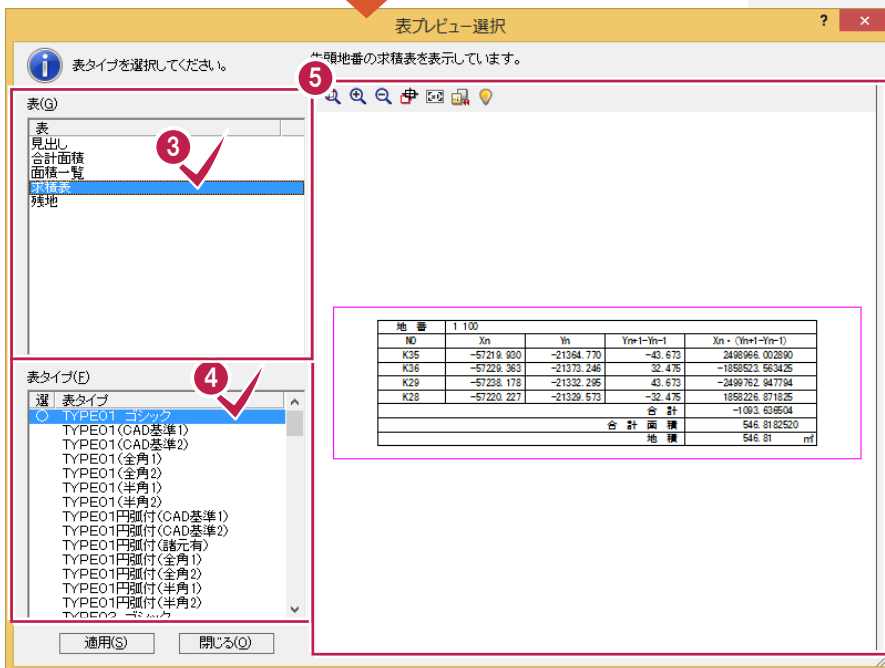 表プレビュー選択
? ×
表タイプを選択してください。
先頭地番の求積表を表示しています。
5
表(G)
表
見出し
合計面積
面積一覧
求積表
残地
3
地 番 1 100
NO Xn Yn Yn+1-Yn-1 Xn・(Yn+1-Yn-1)
K35 -57219.930 -21364.770 -43.673 2498966.002890
K36 -57229.363 -21373.246 32.475 -1858523.563425
K29 -57238.178 -21332.295 43.673 -2499762.947794
K28 -57220.227 -21329.573 -32.475 1858226.871825
合 計 -1093.636504
合 計 面 積 546.8182520
地 積 546.81 ㎡
表タイプ(F)
4
選 表タイプ
○ TYPE01 ゴシック
TYPE01(CAD基準1)
TYPE01(CAD基準2)
TYPE01(全角1)
TYPE01(全角2)
TYPE01(半角1)
TYPE01(半角2)
TYPE01円弧付(CAD基準1)
TYPE01円弧付(CAD基準2)
TYPE01円弧付(諸元有)
TYPE01円弧付(全角1)
TYPE01円弧付(全角2)
TYPE01円弧付(半角1)
TYPE01円弧付(半角2)
適用(S) 閉じる(O)